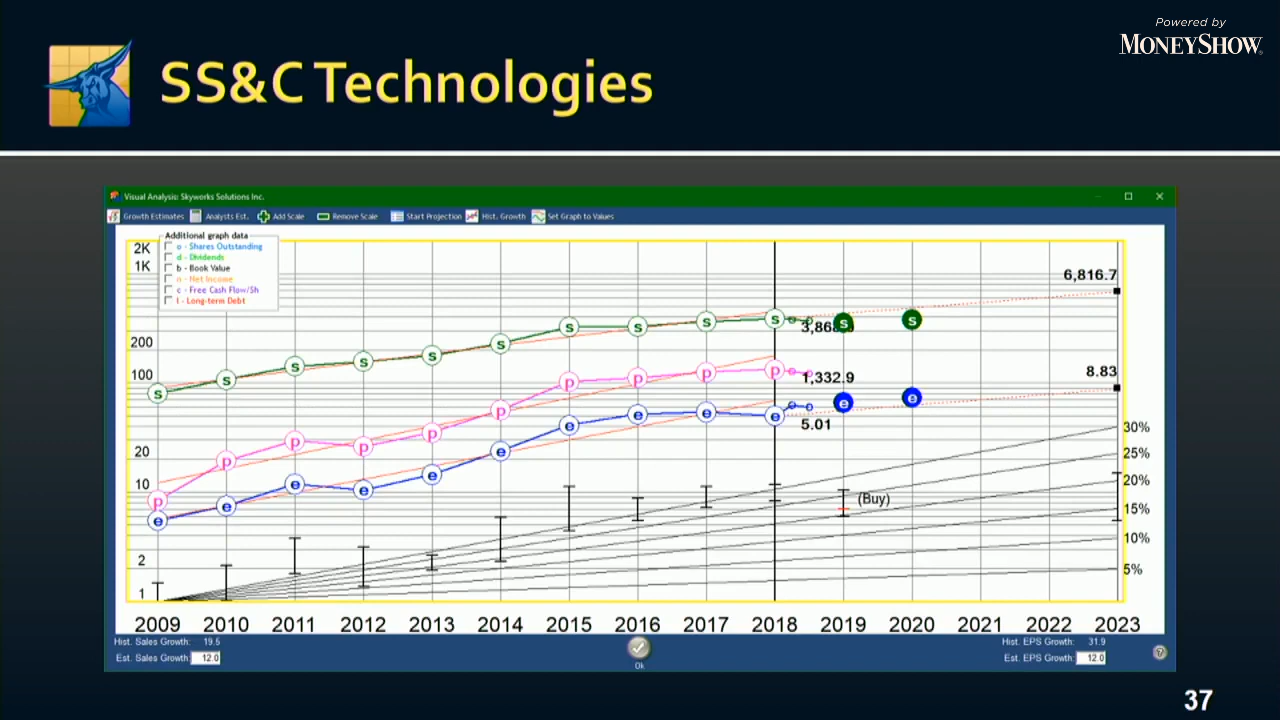 Powered by
MONEYSHOW
SS&C Technologies
Visual Analysis: Skyworks Solutions Inc.
Growth Estimates Analysts Est. Add Scale Remove Scale Start Projection Hist. Growth Set Graph to Values
Additional graph data
o - Shares Outstanding
d - Dividends
b - Book Value
n - Net Income
c - Free Cash Flow/Sh
l - Long-term Debt
2K
1K
200
100
20
10
2
1
s s s s s s s s s s s s
p p p p p p p p p p
e e e e e e e e e e e e
6,816.7
1,332.9
8.83
5.01
(Buy)
30%
25%
20%
15%
10%
5%
2009 2010 2011 2012 2013 2014 2015 2016 2017 2018 2019 2020 2021 2022 2023
Hist. Sales Growth: 19.5
Hist. EPS Growth: 31.9
Est. Sales Growth: 12.0
Ok
Est. EPS Growth: 12.0
?
37